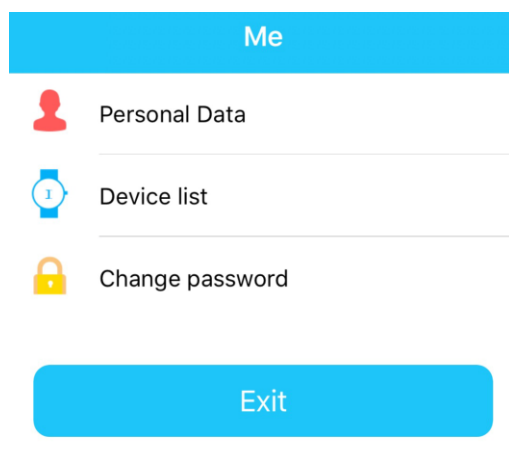 Me
Personal Data
Device list
Change password
Exit